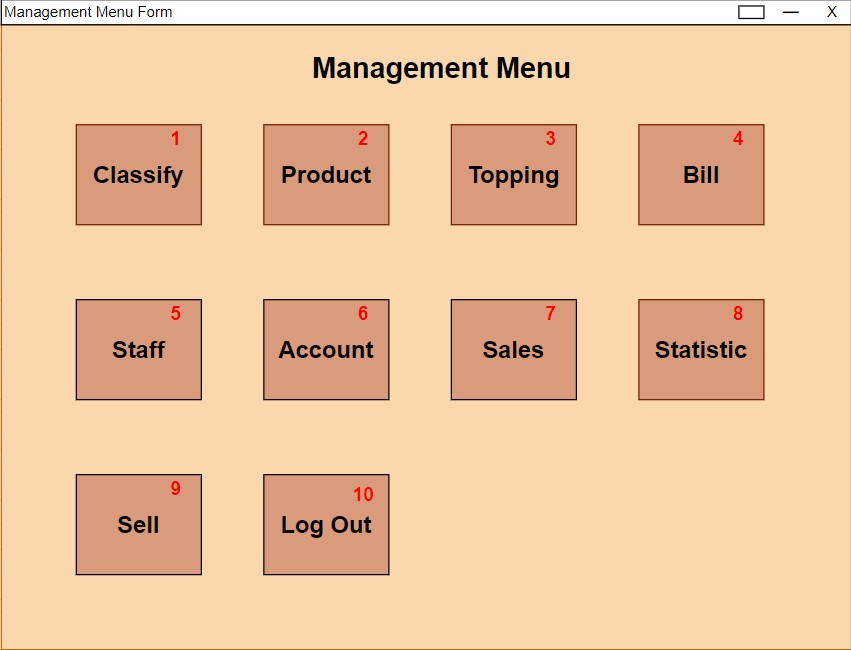 Management Menu Form
X
Management Menu
1
Classify
2
Product
3
Topping
4
Bill
5
Staff
6
Account
7
Sales
8
Statistic
9
Sell
10
Log Out